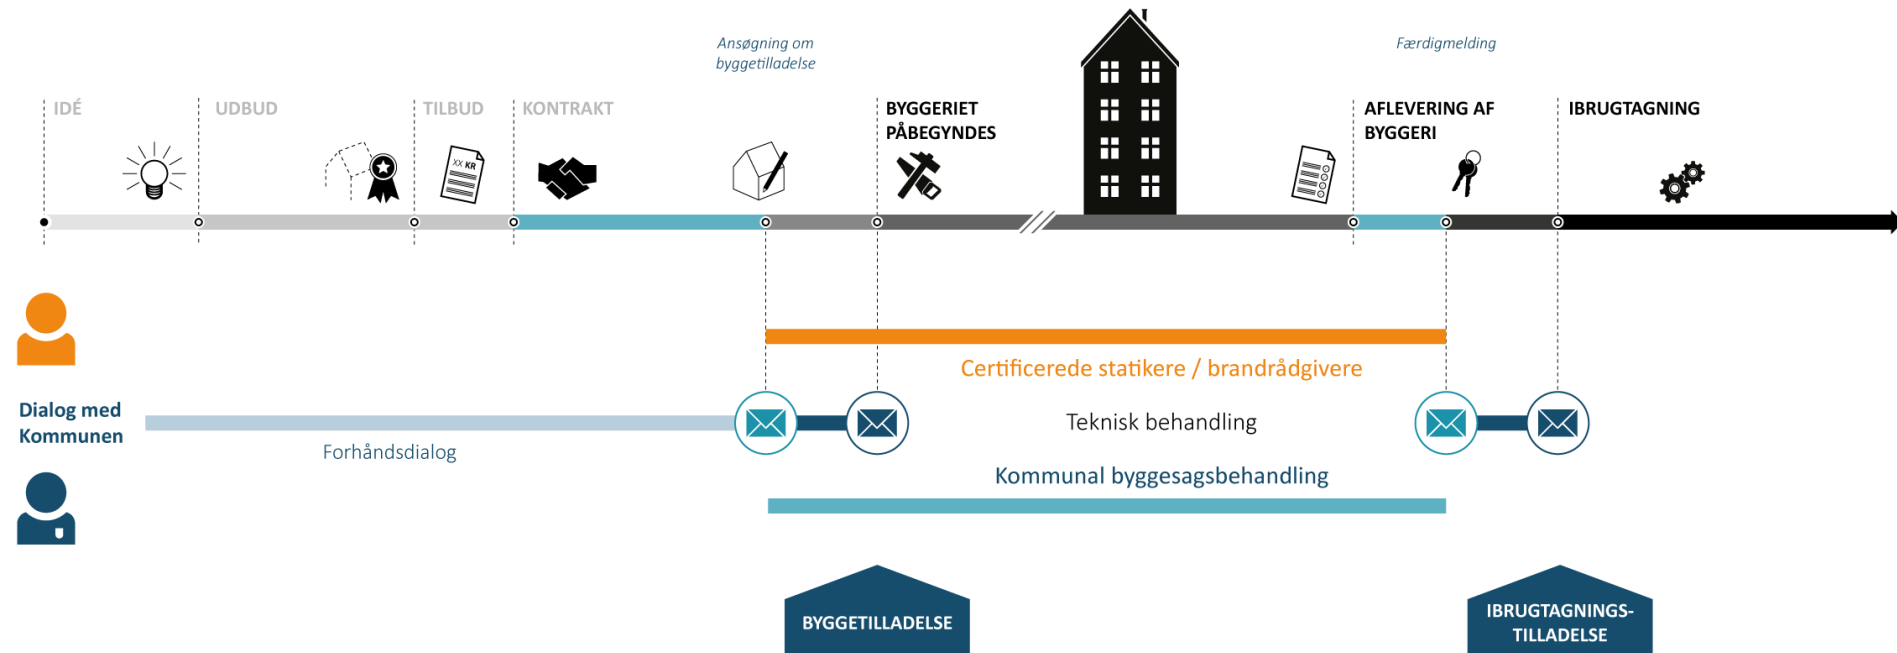 Ansøgning om
byggetilladelse
Færdigmelding
IDÉ
UDBUD
TILBUD
KONTRAKT
BYGGERIET
PÅBEGYNDES
AFLEVERING AF
BYGGERI
IBRUGTAGNING
XX KR
Certificerede statikere / brandrådgivere
Dialog med
Kommunen
Teknisk behandling
Forhåndsdialog
Kommunal byggesagsbehandling
BYGGETILLADELSE
IBRUGTAGNINGS-
TILLADELSE